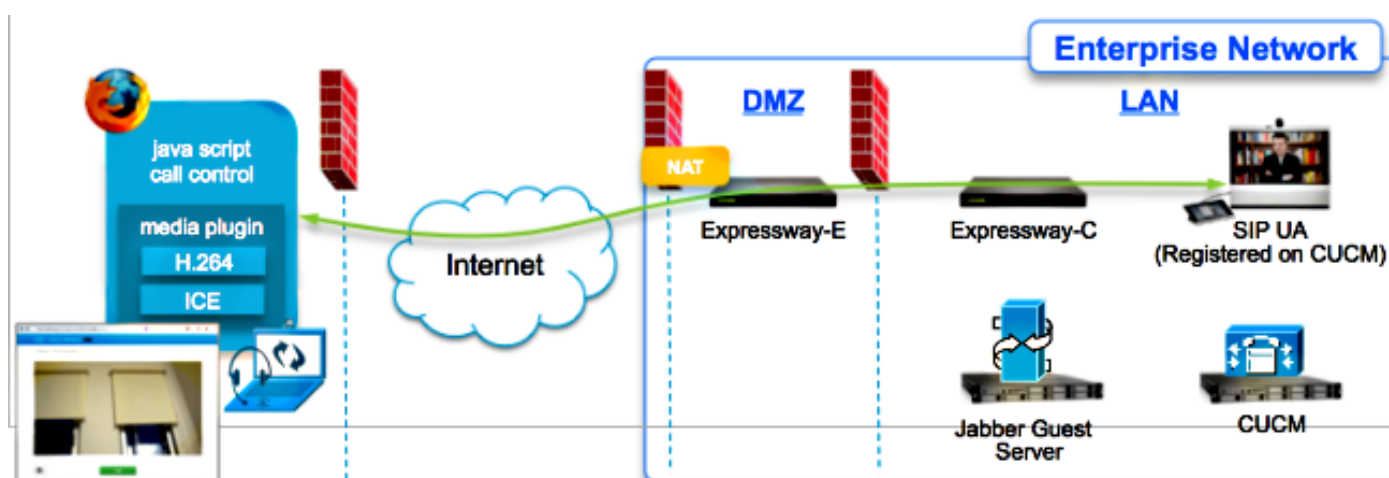 Enterprise Network
DMZ
LAN
java script
call control
NAT
media plugin
H.264
ICE
Internet
Expressway-E
Expressway-C
SIP UA
(Registered on CUCM)
Jabber Guest
Server
CUCM